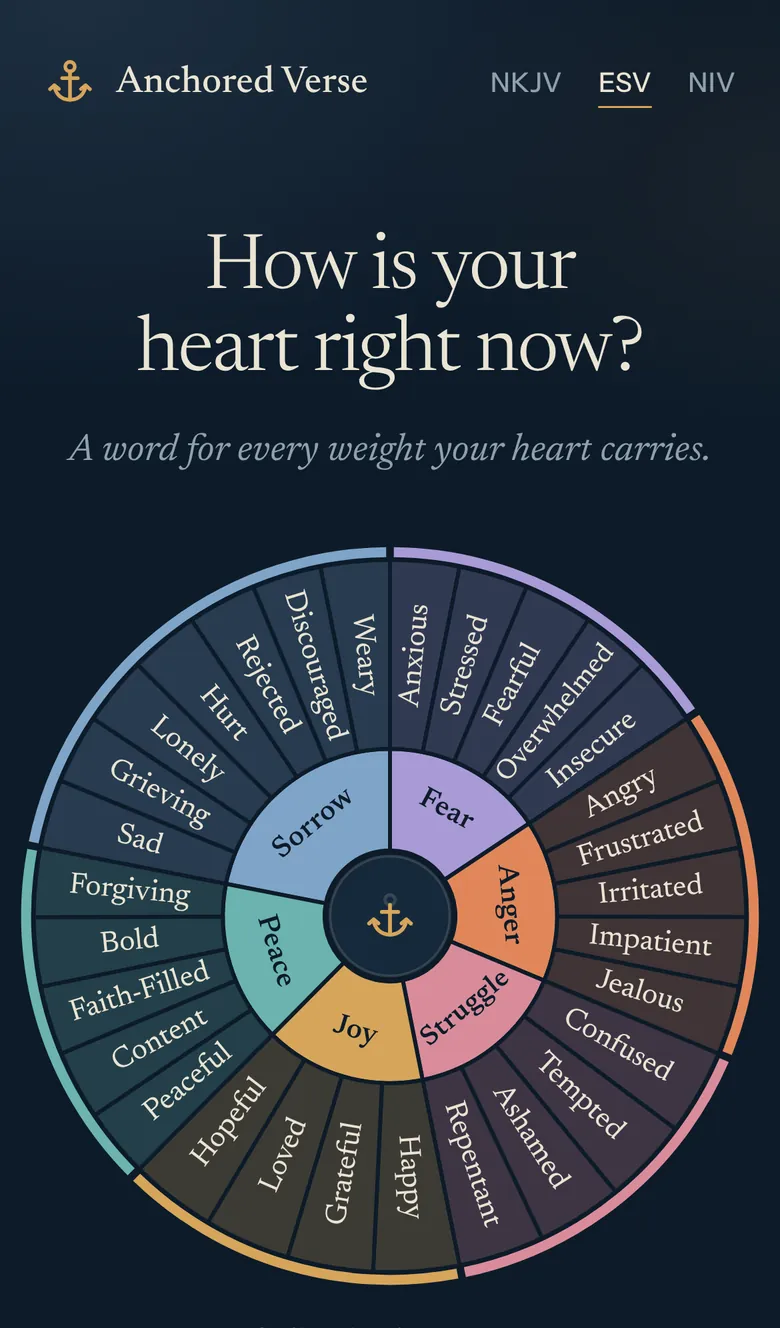 Anchored Verse
NKJV
ESV
NIV
How is your
heart right now?
A word for every weight your heart carries.
Fear
Anxious
Stressed
Fearful
Overwhelmed
Insecure
Anger
Angry
Frustrated
Irritated
Impatient
Jealous
Struggle
Confused
Tempted
Ashamed
Repentant
Joy
Happy
Grateful
Loved
Hopeful
Peace
Peaceful
Content
Faith-Filled
Bold
Forgiving
Sorrow
Sad
Grieving
Lonely
Hurt
Rejected
Discouraged
Weary